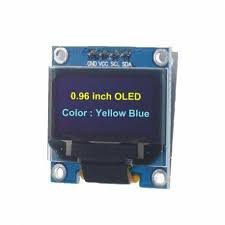 GND VCC SCL SDA
0.96 inch OLED
Color : Yellow Blue